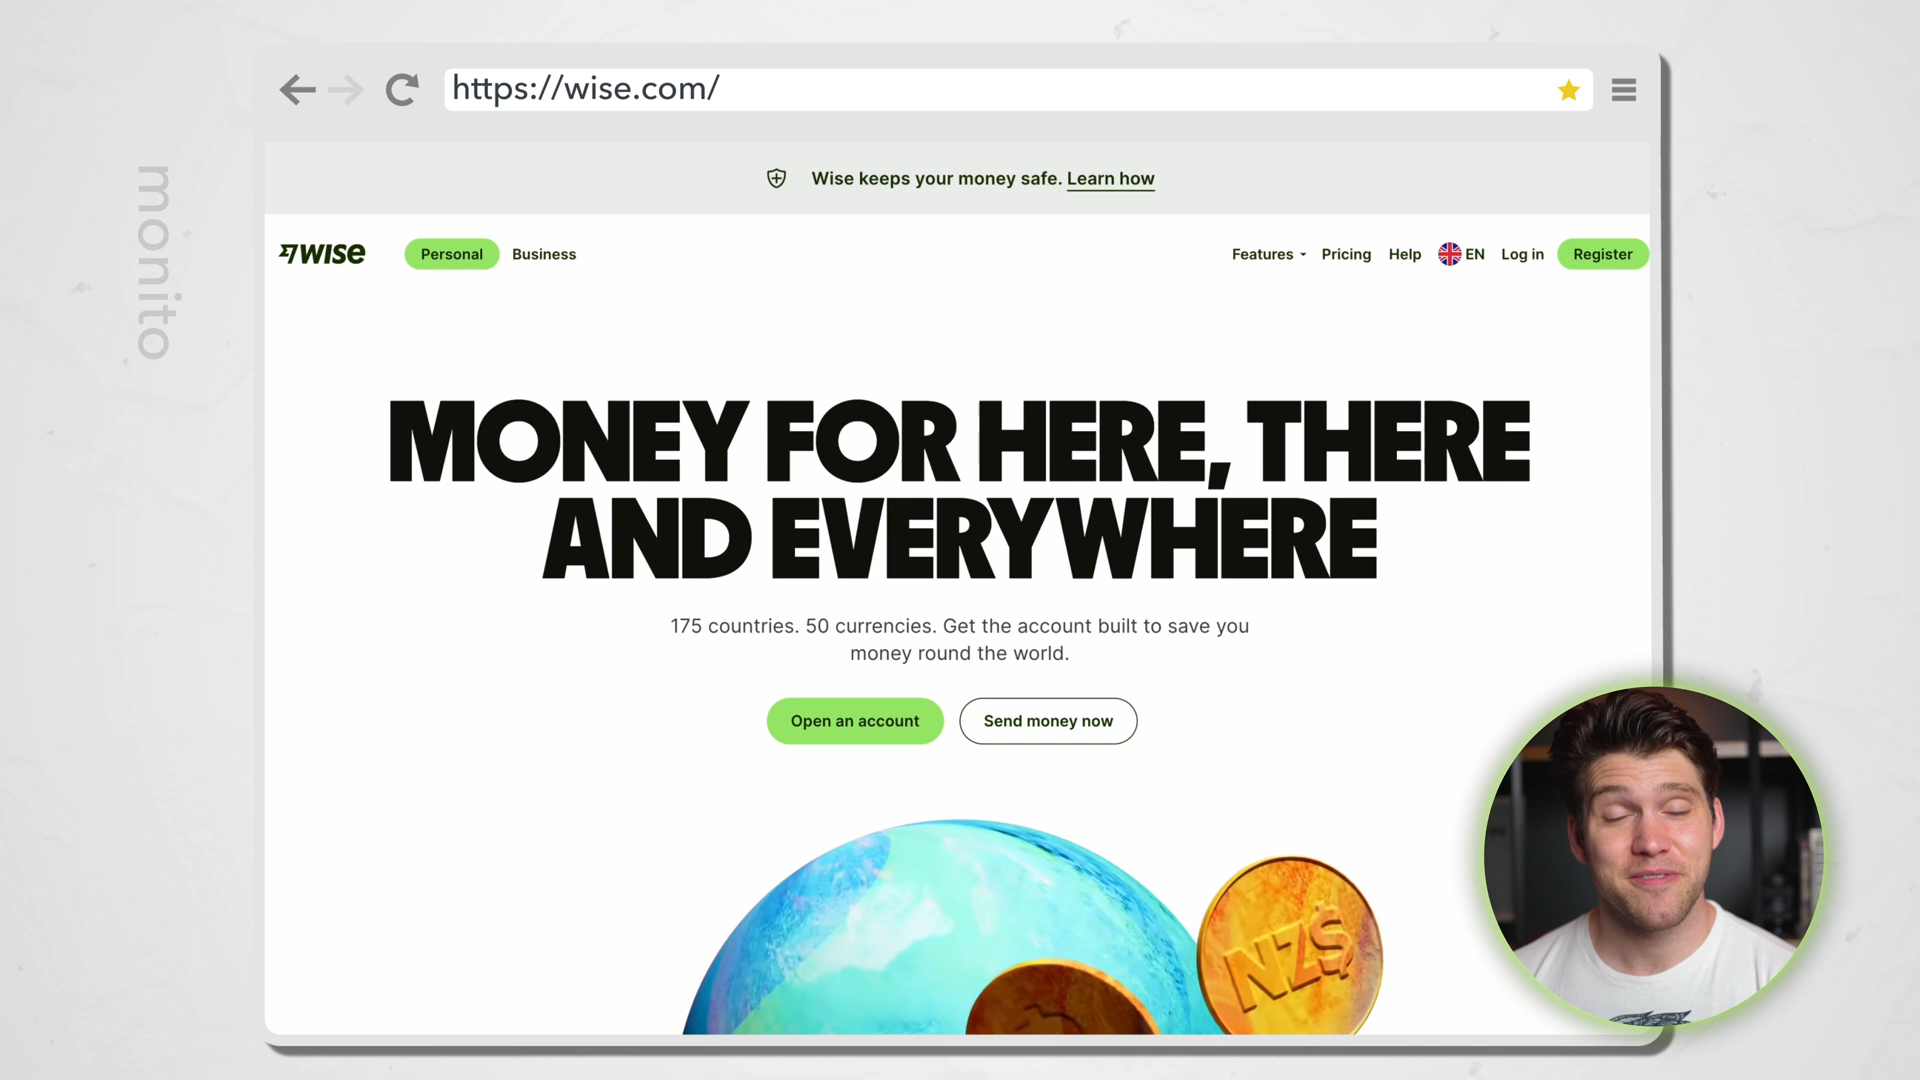 https://wise.com/
monito
Wise keeps your money safe. Learn how
WISE
Personal
Business
Features
Pricing
Help
EN
Log in
Register
MONEY FOR HERE, THERE
AND EVERYWHERE
175 countries. 50 currencies. Get the account built to save you
money round the world.
Open an account
Send money now
NZ$